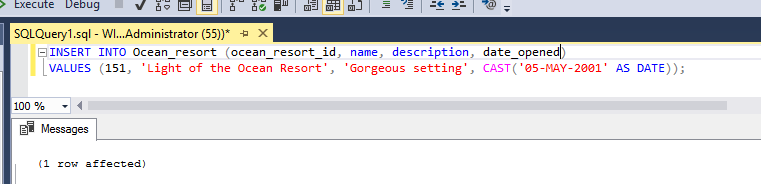 Execute Debug
SQLQuery1.sql - WI...Administrator (55))*
INSERT INTO Ocean_resort (ocean_resort_id, name, description, date_opened)
VALUES (151, 'Light of the Ocean Resort', 'Gorgeous setting', CAST('05-MAY-2001' AS DATE));
100 %
Messages
(1 row affected)